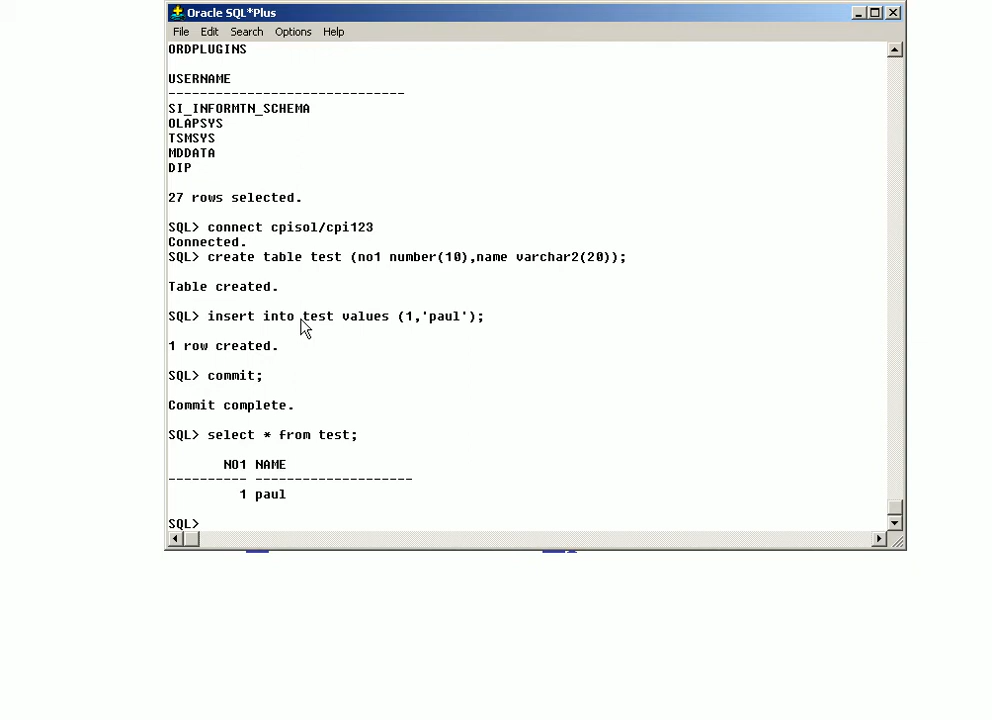 Oracle SQL*Plus
File Edit Search Options Help
ORDPLUGINS
USERNAME
------------------------------
SI_INFORMTN_SCHEMA
OLAPSYS
TSMSYS
MDDATA
DIP
27 rows selected.
SQL> connect cpisol/cpi123
Connected.
SQL> create table test (no1 number(10),name varchar2(20));
Table created.
SQL> insert into test values (1,'paul');
1 row created.
SQL> commit;
Commit complete.
SQL> select * from test;
NO1 NAME
---------- --------------------
1 paul
SQL>